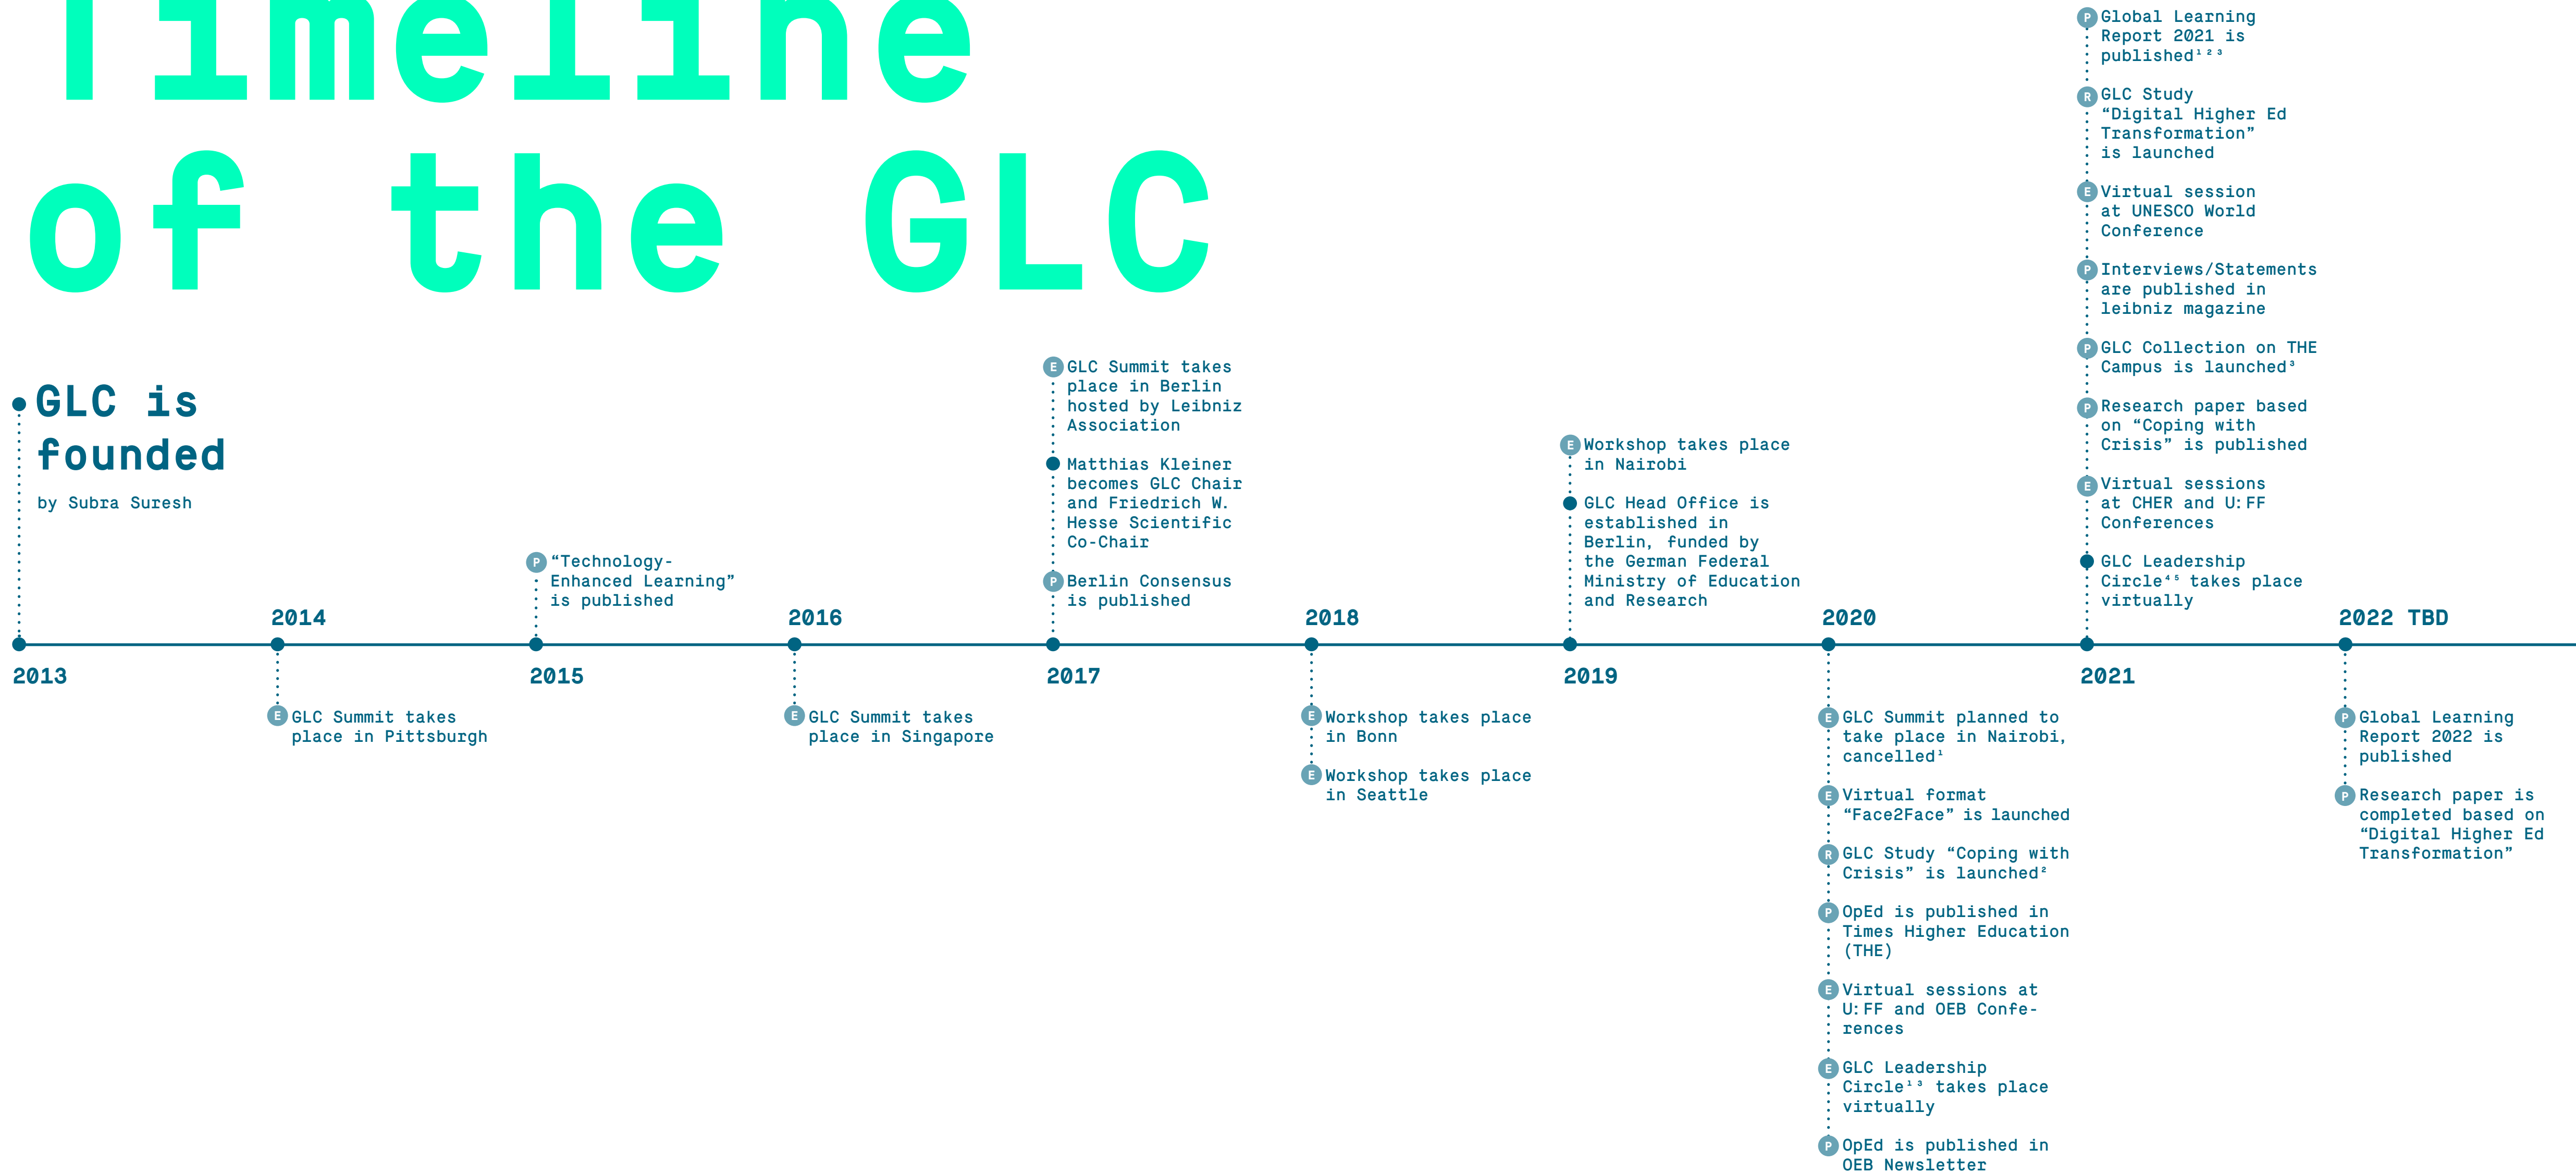 Timeline
of the GLC
GLC is
founded
by Subra Suresh
2013
2014
E GLC Summit takes
place in Pittsburgh
P “Technology-
Enhanced Learning”
is published
2015
2016
E GLC Summit takes
place in Singapore
E GLC Summit takes
place in Berlin
hosted by Leibniz
Association
Matthias Kleiner
becomes GLC Chair
and Friedrich W.
Hesse Scientific
Co-Chair
P Berlin Consensus
is published
2017
2018
E Workshop takes place
in Bonn
E Workshop takes place
in Seattle
E Workshop takes place
in Nairobi
GLC Head Office is
established in
Berlin, funded by
the German Federal
Ministry of Education
and Research
2019
2020
E GLC Summit planned to
take place in Nairobi,
cancelled¹
E Virtual format
“Face2Face” is launched
R GLC Study “Coping with
Crisis” is launched²
P OpEd is published in
Times Higher Education
(THE)
E Virtual sessions at
U:FF and OEB Confe-
rences
E GLC Leadership
Circle¹³ takes place
virtually
P OpEd is published in
OEB Newsletter
P Global Learning
Report 2021 is
published¹²³
R GLC Study
“Digital Higher Ed
Transformation”
is launched
E Virtual session
at UNESCO World
Conference
P Interviews/Statements
are published in
leibniz magazine
P GLC Collection on THE
Campus is launched³
P Research paper based
on “Coping with
Crisis” is published
E Virtual sessions
at CHER and U:FF
Conferences
GLC Leadership
Circle⁴⁵ takes place
virtually
2021
2022 TBD
P Global Learning
Report 2022 is
published
P Research paper is
completed based on
“Digital Higher Ed
Transformation”